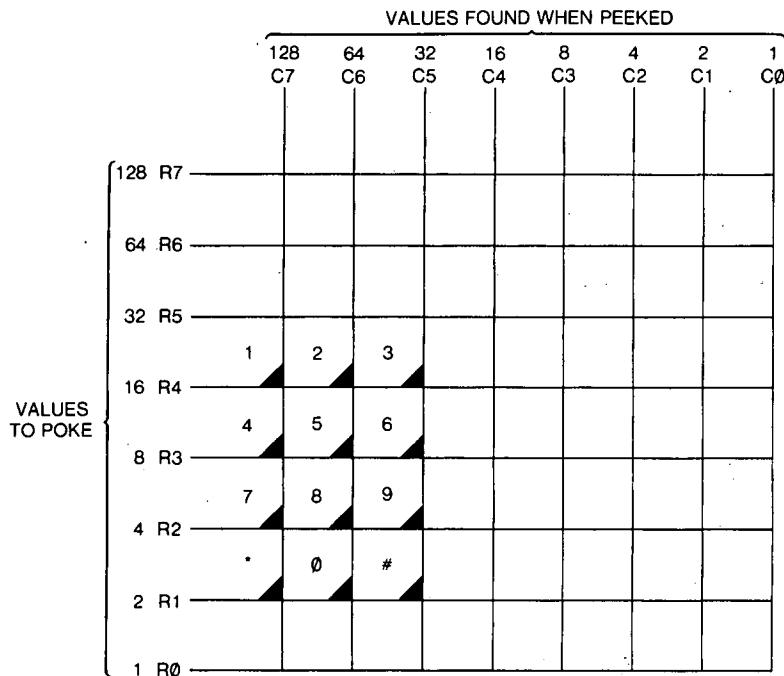 VALUES FOUND WHEN PEEKED
128 64 32 16 8 4 2 1
C7 C6 C5 C4 C3 C2 C1 CØ
128 R7
64 R6
32 R5
1 2 3
16 R4
VALUES
TO POKE
4 5 6
8 R3
7 8 9
4 R2
* Ø #
2 R1
1 RØ